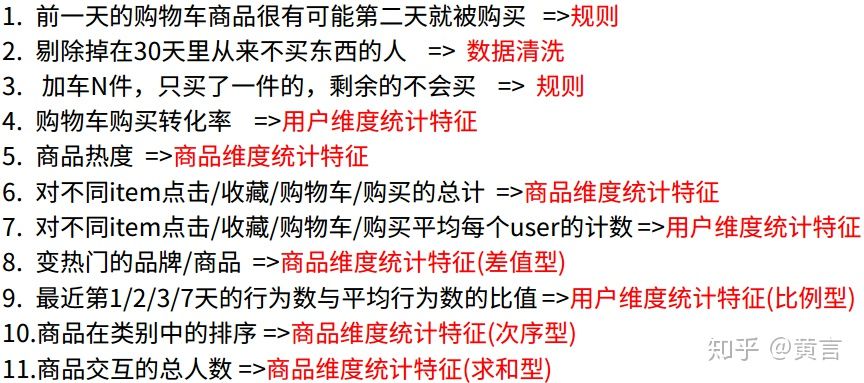 1. 前一天的购物车商品很有可能第二天就被购买 =>规则
2. 剔除掉在30天里从来不买东西的人 => 数据清洗
3. 加车N件，只买了一件的，剩余的不会买 => 规则
4. 购物车购买转化率 =>用户维度统计特征
5. 商品热度 =>商品维度统计特征
6. 对不同item点击/收藏/购物车/购买的总计 =>商品维度统计特征
7. 对不同item点击/收藏/购物车/购买平均每个user的计数 =>用户维度统计特征
8. 变热门的品牌/商品 =>商品维度统计特征(差值型)
9. 最近第1/2/3/7天的行为数与平均行为数的比值 =>用户维度统计特征(比例型)
10.商品在类别中的排序 =>商品维度统计特征(次序型)
11.商品交互的总人数 =>商品维度统计特征(求和型)
知乎 @黄言